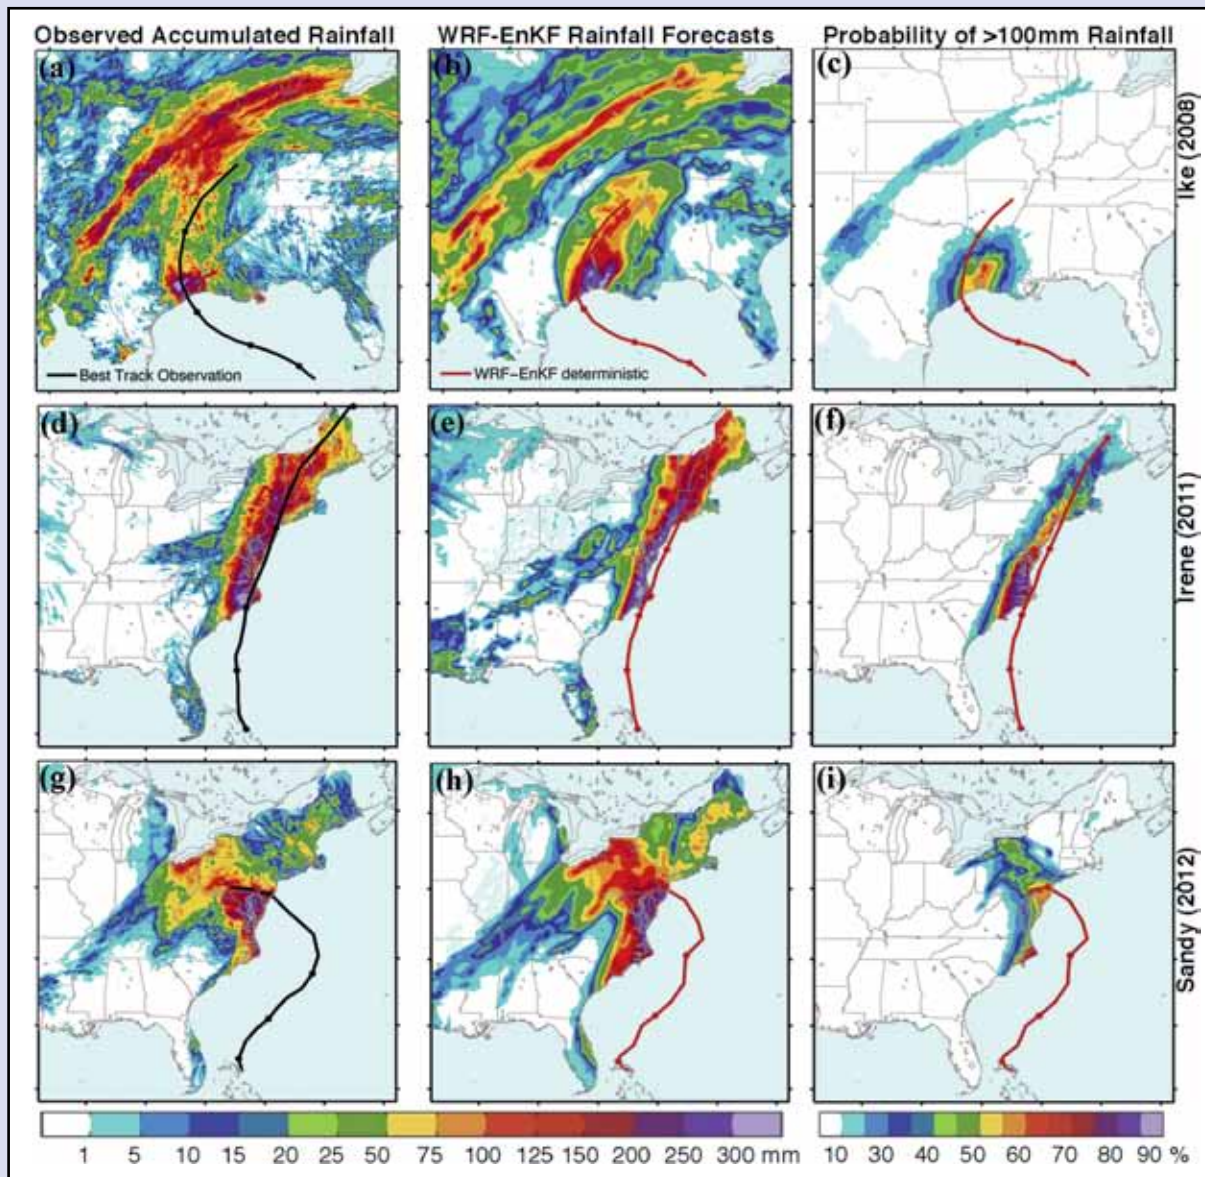 Observed Accumulated Rainfall
WRF-EnKF Rainfall Forecasts
Probability of >100mm Rainfall
(a)
(b)
(c)
Ike (2008)
Best Track Observation
WRF-EnKF deterministic
(d)
(e)
(f)
Irene (2011)
(g)
(h)
(i)
Sandy (2012)
1 5 10 15 20 25 50 75 100 125 150 200 250 300 mm
10 30 40 50 60 70 80 90 %